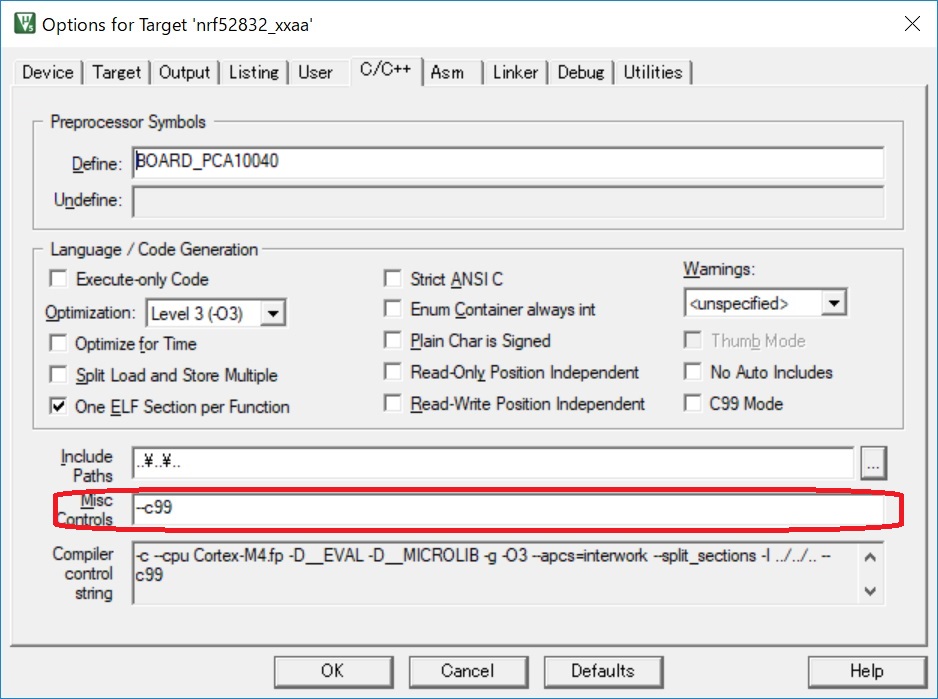 Options for Target 'nrf52832_xxaa'
Device Target Output Listing User C/C++ Asm Linker Debug Utilities
Preprocessor Symbols
Define: BOARD_PCA10040
Undefine:
Language / Code Generation
Execute-only Code
Optimization: Level 3 (-O3)
Optimize for Time
Split Load and Store Multiple
One ELF Section per Function
Strict ANSI C
Enum Container always int
Plain Char is Signed
Read-Only Position Independent
Read-Write Position Independent
Warnings:
<unspecified>
Thumb Mode
No Auto Includes
C99 Mode
Include
Paths
..¥..¥..
...
Misc
Controls
--c99
Compiler
control
string
-c --cpu Cortex-M4.fp -D__EVAL -D__MICROLIB -g -O3 --apcs=interwork --split_sections -I ../../.. --
c99
OK Cancel Defaults Help